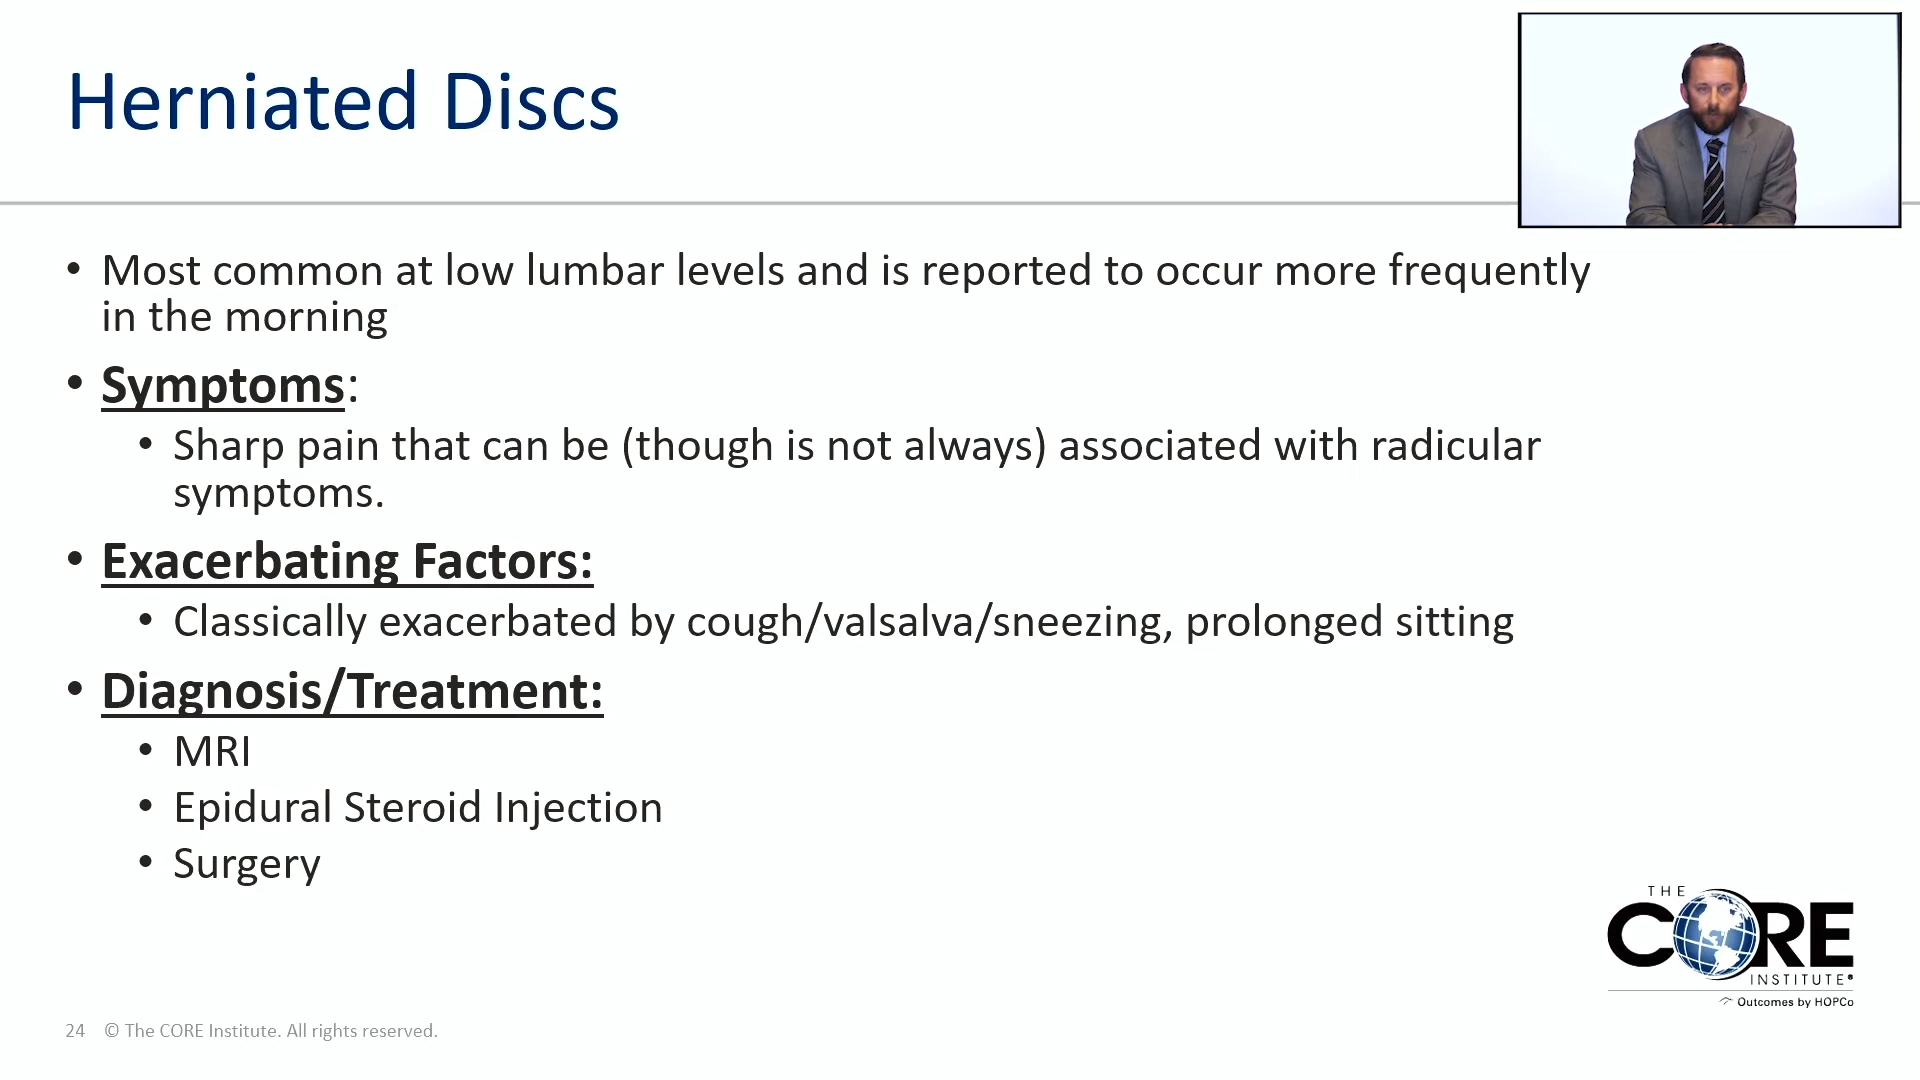 Herniated Discs
• Most common at low lumbar levels and is reported to occur more frequently
in the morning
• Symptoms:
• Sharp pain that can be (though is not always) associated with radicular
symptoms.
• Exacerbating Factors:
• Classically exacerbated by cough/valsalva/sneezing, prolonged sitting
• Diagnosis/Treatment:
• MRI
• Epidural Steroid Injection
• Surgery
THE
CORE
INSTITUTE®
Outcomes by HOPCo
24 © The CORE Institute. All rights reserved.